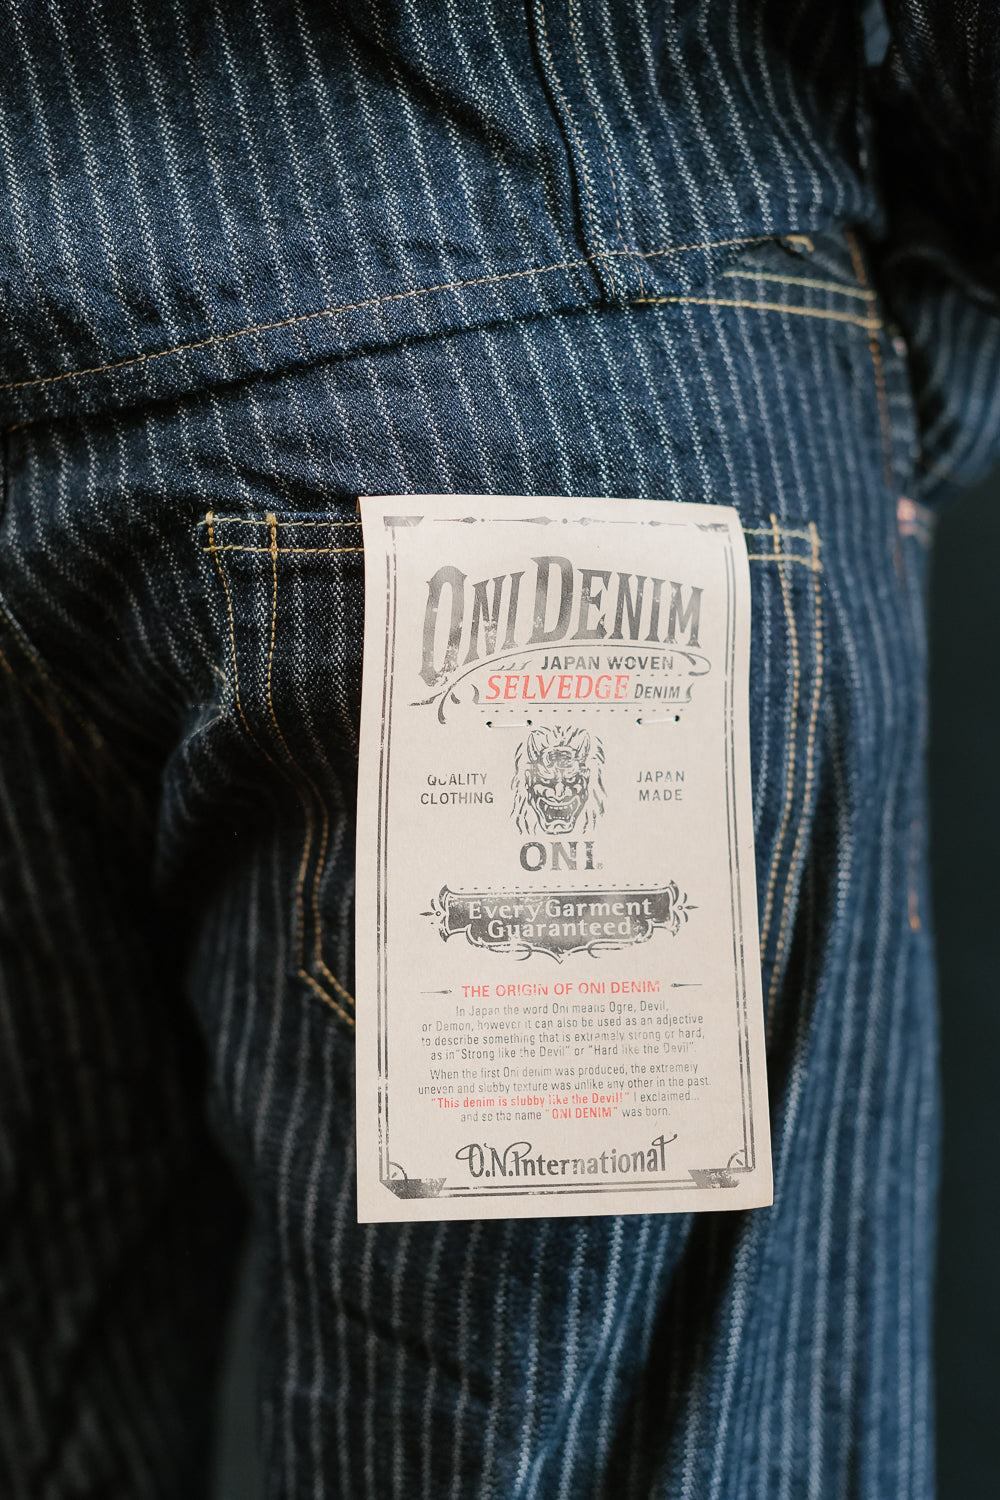 ONI DENIM
JAPAN WOVEN
SELVEDGE DENIM
QUALITY
CLOTHING
JAPAN
MADE
ONI.
Every Garment
Guaranteed
THE ORIGIN OF ONI DENIM
In Japan the word Oni means Ogre, Devil,
or Demon, however it can also be used as an adjective
to describe something that is extremely strong or hard,
as in "Strong like the Devil" or "Hard like the Devil".
When the first Oni denim was produced, the extremely
uneven and slubby texture was unlike any other in the past.
"This denim is slubby like the Devil!" I exclaimed...
and so the name "ONI DENIM" was born.
O.N.International